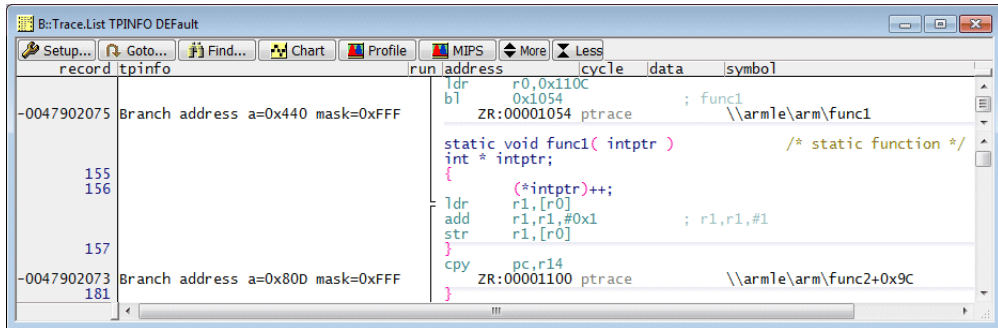 B::Trace.List TPINFO DEFault
Setup... Goto... Find... Chart Profile MIPS More Less
record tpinfo run address cycle data symbol
ldr r0,0x110C
bl 0x1054 ; func1
-0047902075 Branch address a=0x440 mask=0xFFF ZR:00001054 ptrace \\armle\arm\func1
static void func1( intptr ) /* static function */
int * intptr;
155 {
156 (*intptr)++;
ldr r1,[r0]
add r1,r1,#0x1 ; r1,r1,#1
str r1,[r0]
157 }
cpy pc,r14
-0047902073 Branch address a=0x80D mask=0xFFF ZR:00001100 ptrace \\armle\arm\func2+0x9C
181 }